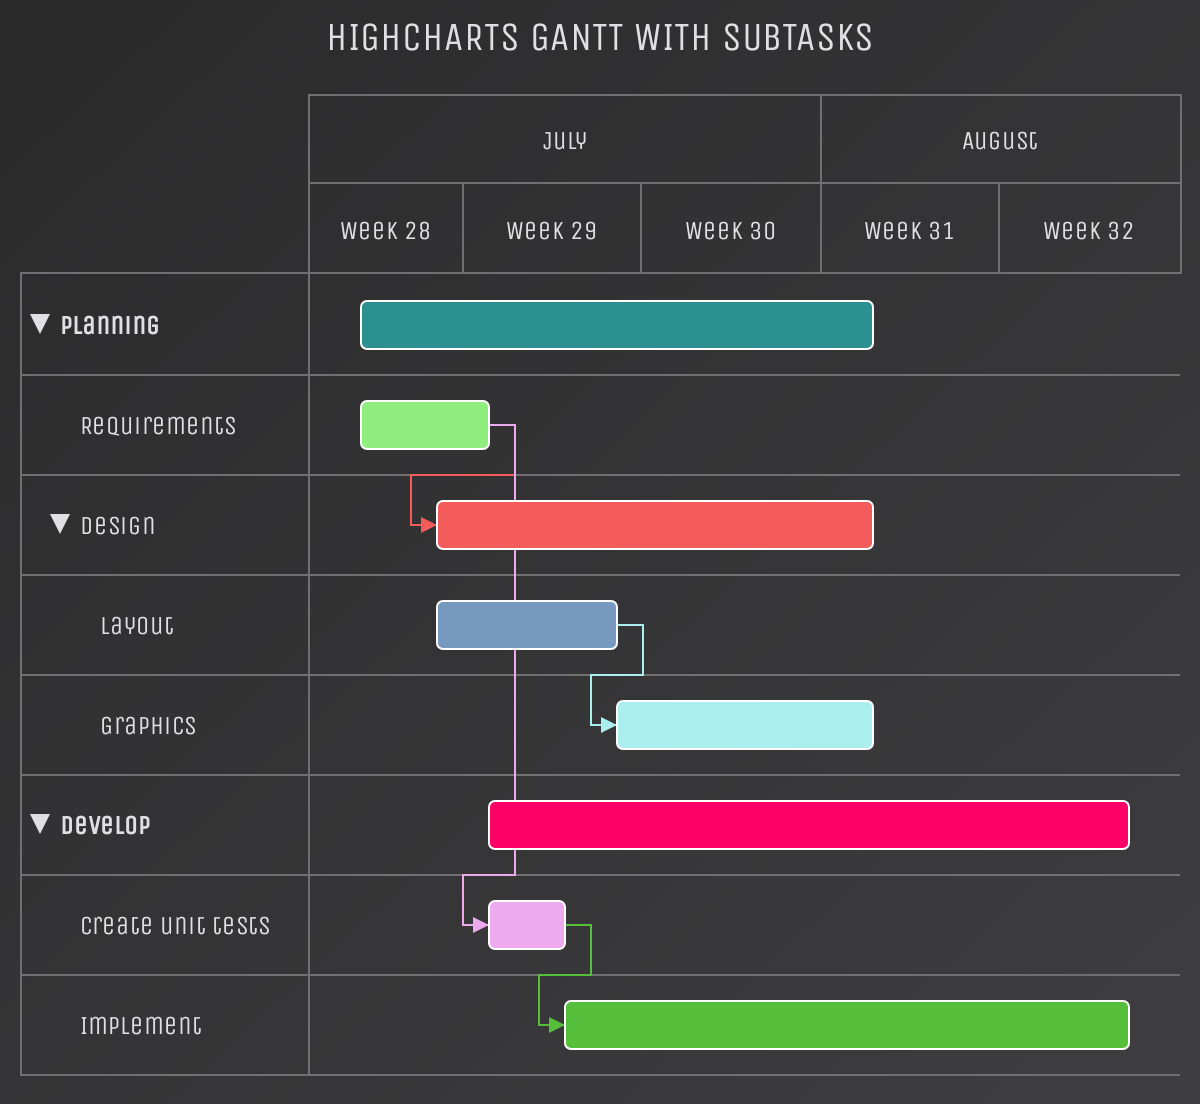 HIGHCHARTS GANTT WITH SUBTASKS
JULY
AUGUST
Week 28
Week 29
Week 30
Week 31
Week 32
Planning
Requirements
Design
Layout
Graphics
Develop
Create unit tests
Implement